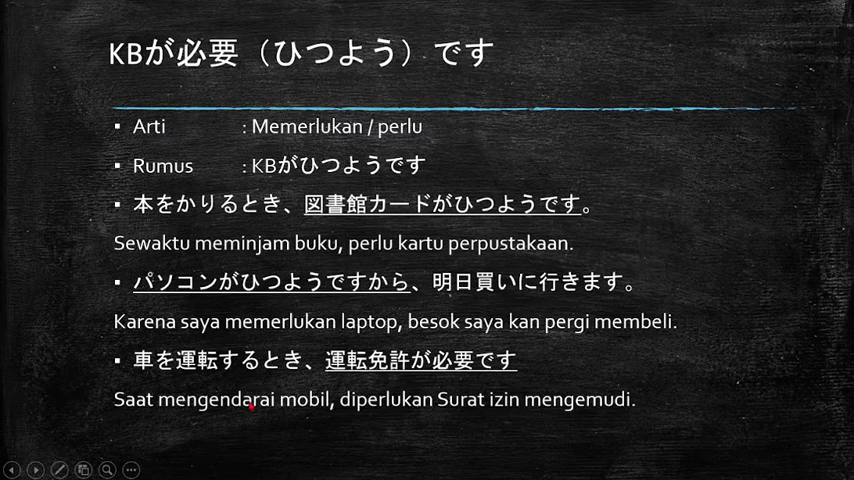 KBが必要（ひつよう）です
▪ Arti : Memerlukan / perlu
▪ Rumus : KBがひつようです
▪ 本をかりるとき、図書館カードがひつようです。
Sewaktu meminjam buku, perlu kartu perpustakaan.
▪ パソコンがひつようですから、明日買いに行きます。
Karena saya memerlukan laptop, besok saya kan pergi membeli.
▪ 車を運転するとき、運転免許が必要です
Saat mengendarai mobil, diperlukan Surat izin mengemudi.